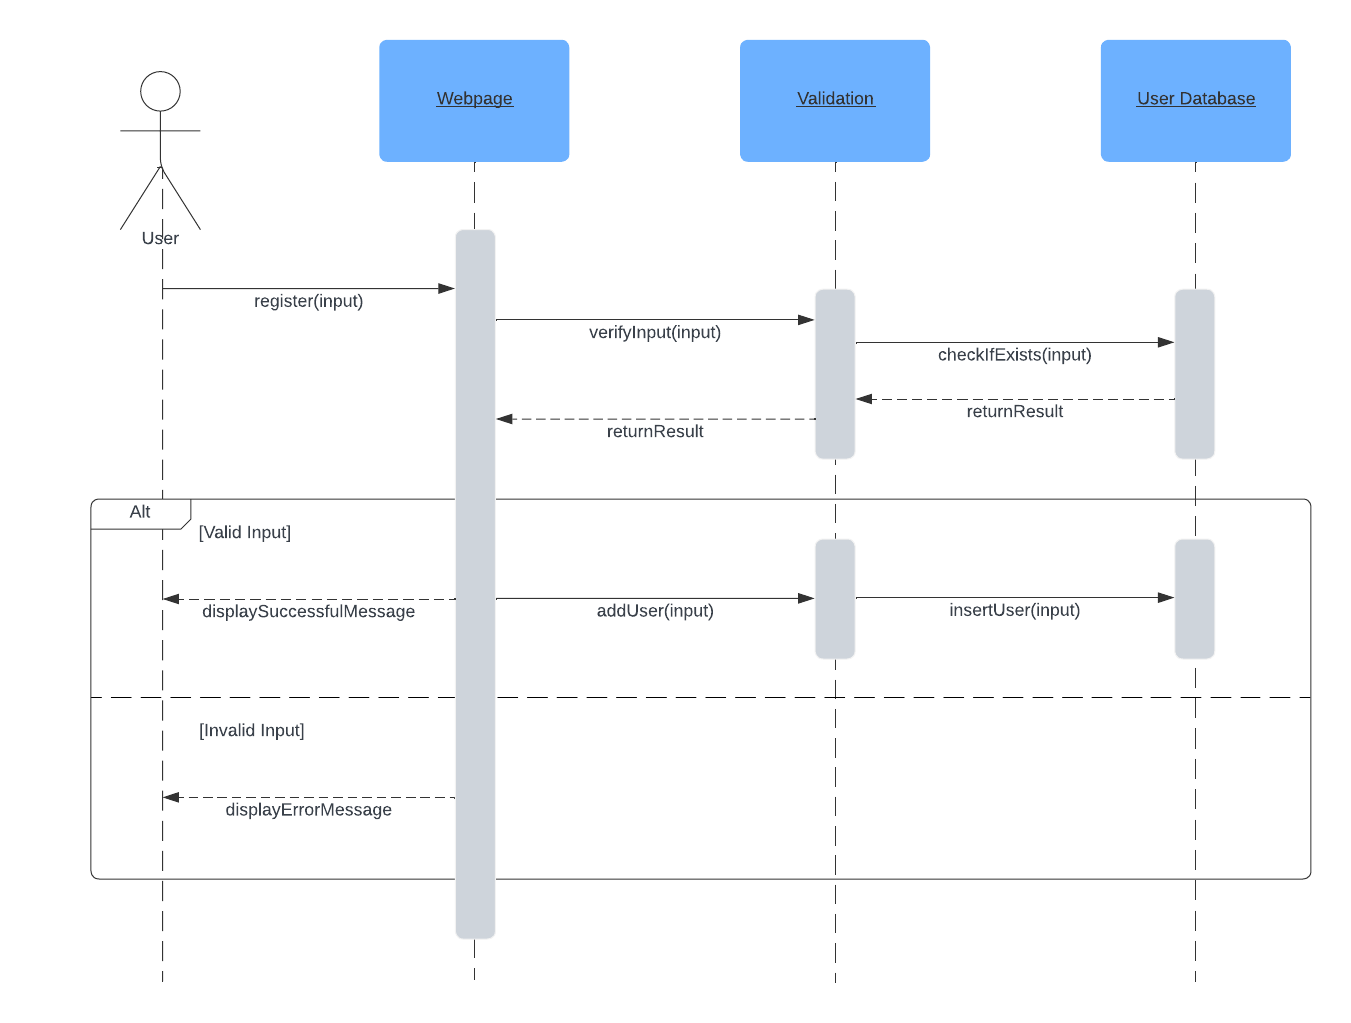 Webpage
Validation
User Database
User
register(input)
verifyInput(input)
checkIfExists(input)
returnResult
returnResult
Alt
[Valid Input]
displaySuccessfulMessage
addUser(input)
insertUser(input)
[Invalid Input]
displayErrorMessage